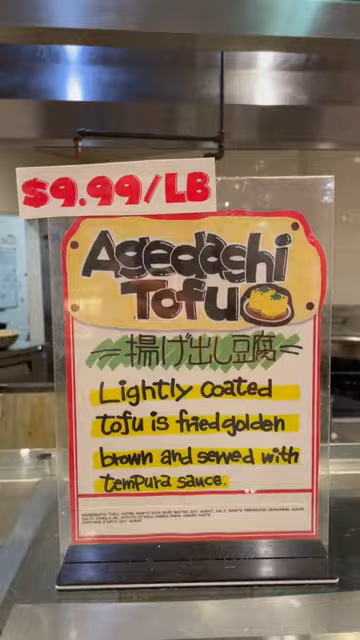 $9.99/LB
Agedashi
Tofu
揚げ出し豆腐
Lightly coated
tofu is fried golden
brown and served with
tempura sauce.